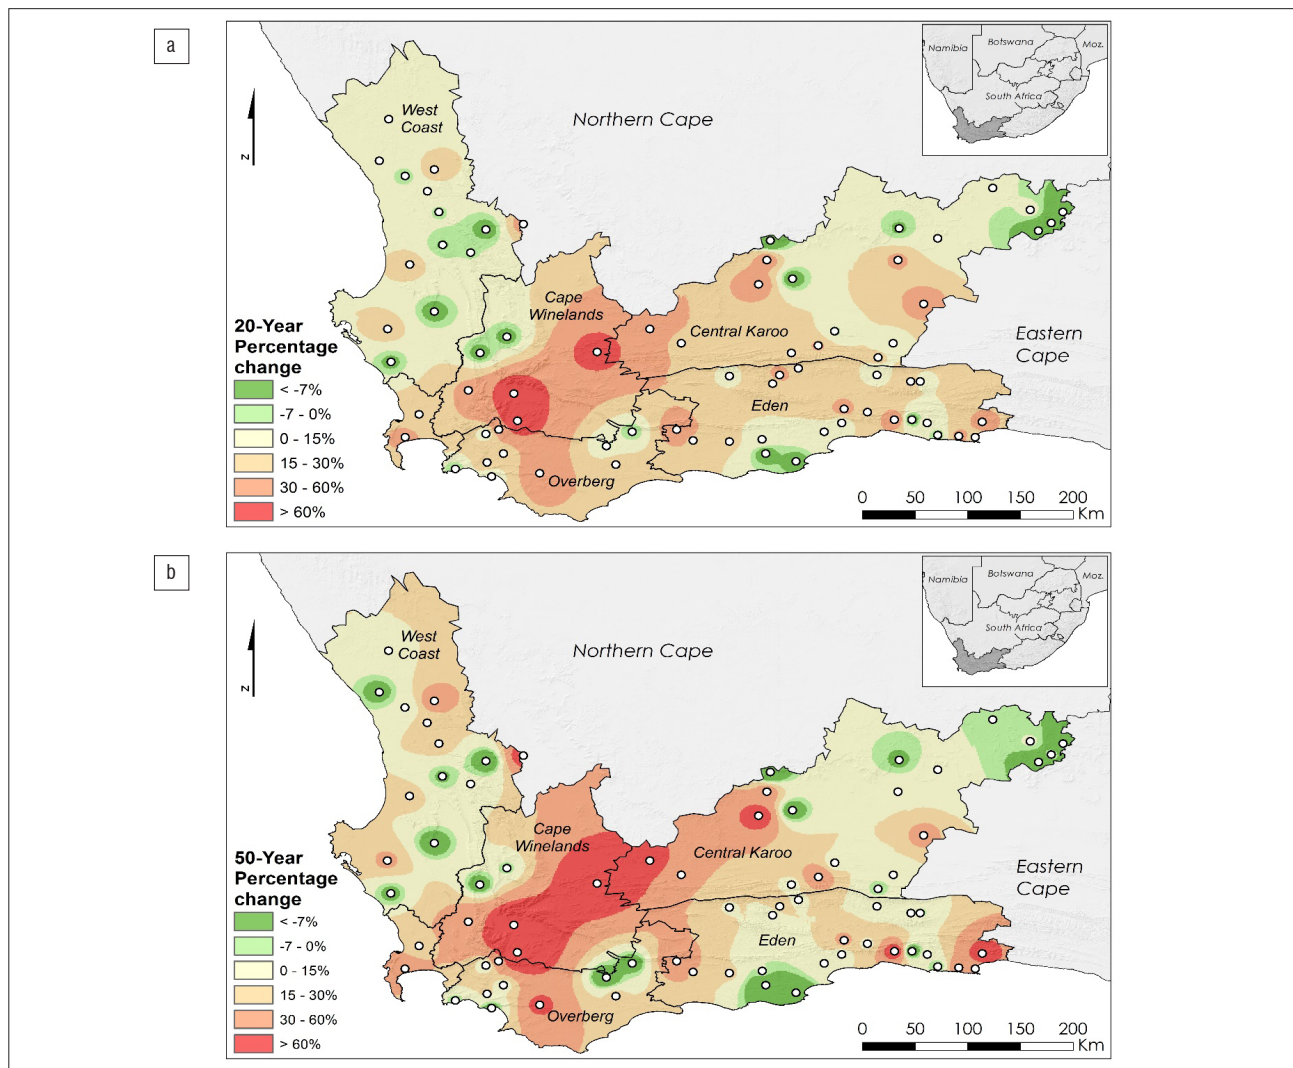 a
Namibia
Botswana
Moz.
South Africa
West
Coast
Northern Cape
N
Cape
Winelands
Central Karoo
Eastern
Cape
Eden
Overberg
20-Year
Percentage
change
< -7%
-7 - 0%
0 - 15%
15 - 30%
30 - 60%
> 60%
0 50 100 150 200
Km
b
Namibia
Botswana
Moz.
South Africa
West
Coast
Northern Cape
N
Cape
Winelands
Central Karoo
Eastern
Cape
Eden
Overberg
50-Year
Percentage
change
< -7%
-7 - 0%
0 - 15%
15 - 30%
30 - 60%
> 60%
0 50 100 150 200
Km